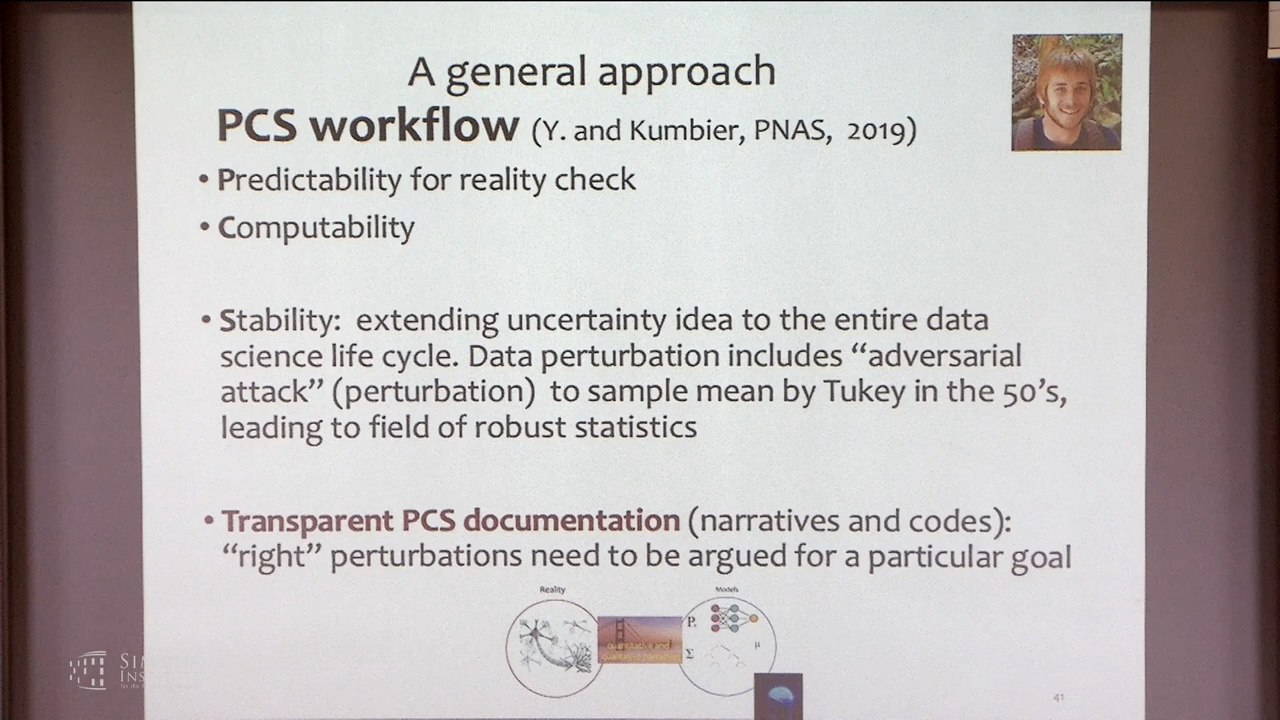 A general approach
PCS workflow (Y. and Kumbier, PNAS, 2019)
• Predictability for reality check
• Computability
• Stability: extending uncertainty idea to the entire data
science life cycle. Data perturbation includes “adversarial
attack” (perturbation) to sample mean by Tukey in the 50’s,
leading to field of robust statistics
• Transparent PCS documentation (narratives and codes):
“right” perturbations need to be argued for a particular goal
Reality
Models
quantitative and
qualitative
P
Σ
μ
41